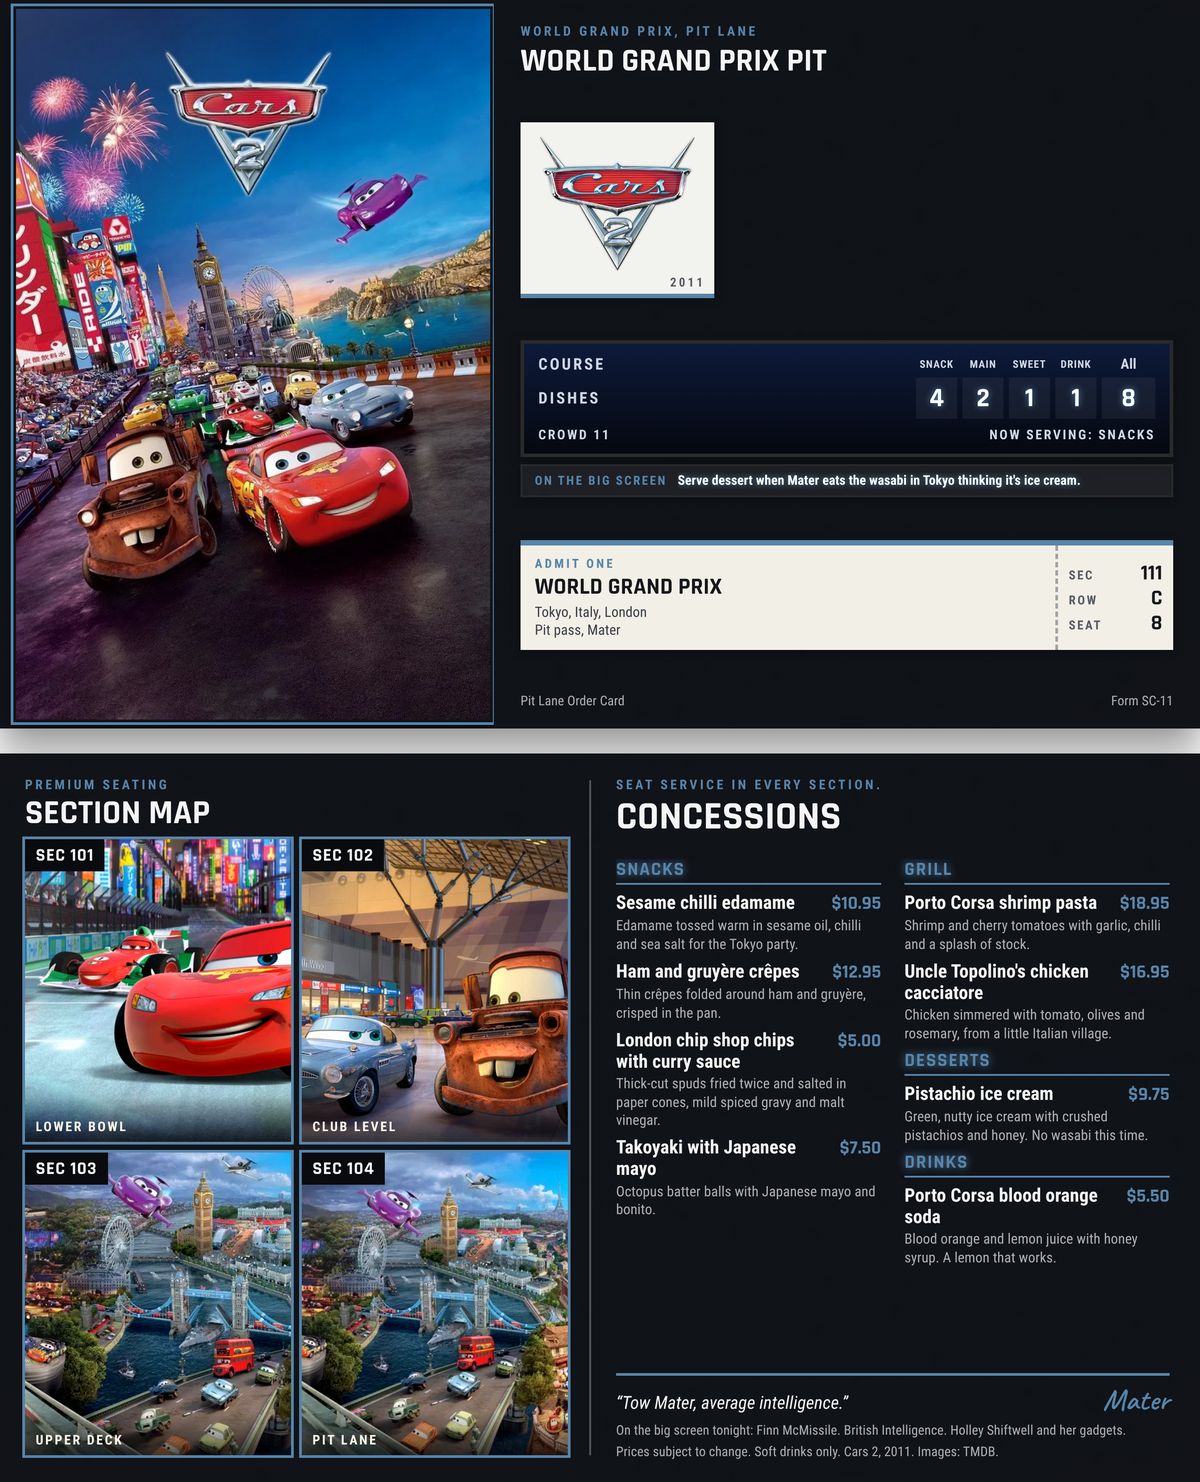 Cars
2
リンダー
炭酸飲料水
RIDE
WORLD GRAND PRIX, PIT LANE
WORLD GRAND PRIX PIT
Cars
2
2011
COURSE SNACK MAIN SWEET DRINK All
DISHES 4 2 1 1 8
CROWD 11 NOW SERVING: SNACKS
ON THE BIG SCREEN Serve dessert when Mater eats the wasabi in Tokyo thinking it's ice cream.
ADMIT ONE
WORLD GRAND PRIX
Tokyo, Italy, London
Pit pass, Mater
SEC 111
ROW C
SEAT 8
Pit Lane Order Card Form SC-11
PREMIUM SEATING
SECTION MAP
SEC 101
LOWER BOWL
SEC 102
CLUB LEVEL
SEC 103
UPPER DECK
SEC 104
PIT LANE
SEAT SERVICE IN EVERY SECTION.
CONCESSIONS
SNACKS
Sesame chilli edamame $10.95
Edamame tossed warm in sesame oil, chilli
and sea salt for the Tokyo party.
Ham and gruyère crêpes $12.95
Thin crêpes folded around ham and gruyère,
crisped in the pan.
London chip shop chips $5.00
with curry sauce
Thick-cut spuds fried twice and salted in
paper cones, mild spiced gravy and malt
vinegar.
Takoyaki with Japanese $7.50
mayo
Octopus batter balls with Japanese mayo and
bonito.
GRILL
Porto Corsa shrimp pasta $18.95
Shrimp and cherry tomatoes with garlic, chilli
and a splash of stock.
Uncle Topolino's chicken $16.95
cacciatore
Chicken simmered with tomato, olives and
rosemary, from a little Italian village.
DESSERTS
Pistachio ice cream $9.75
Green, nutty ice cream with crushed
pistachios and honey. No wasabi this time.
DRINKS
Porto Corsa blood orange $5.50
soda
Blood orange and lemon juice with honey
syrup. A lemon that works.
“Tow Mater, average intelligence.” Mater
On the big screen tonight: Finn McMissile. British Intelligence. Holley Shiftwell and her gadgets.
Prices subject to change. Soft drinks only. Cars 2, 2011. Images: TMDB.